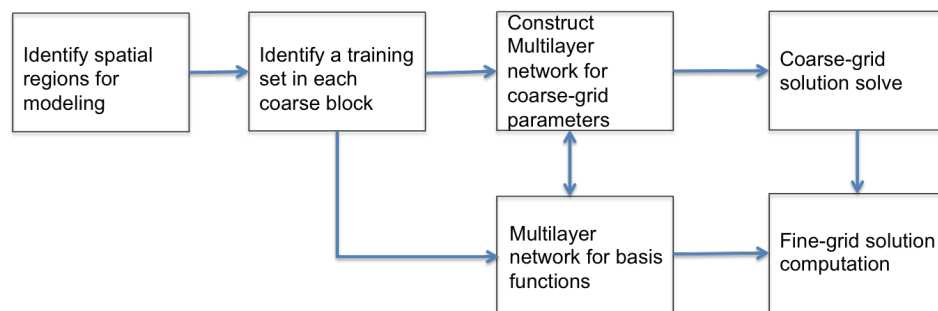 Identify spatial
regions for
modeling
Identify a training
set in each
coarse block
Construct
Multilayer
network for
coarse-grid
parameters
Coarse-grid
solution solve
Multilayer
network for basis
functions
Fine-grid solution
computation